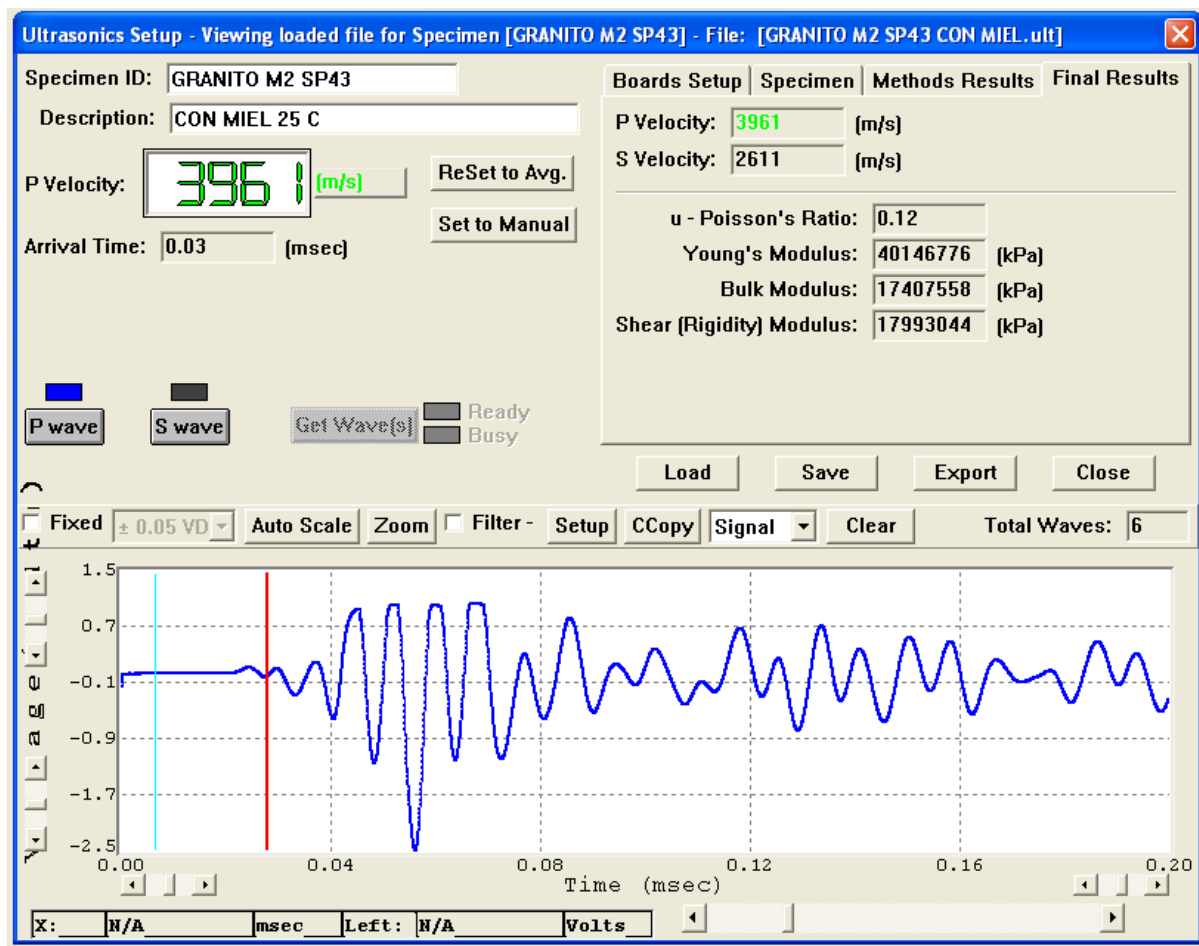 Ultrasonics Setup - Viewing loaded file for Specimen [GRANITO M2 SP43] - File: [GRANITO M2 SP43 CON MIEL.ult]
Specimen ID: GRANITO M2 SP43
Description: CON MIEL 25 C
P Velocity: 3961 (m/s)
ReSet to Avg.
Set to Manual
Arrival Time: 0.03 (msec)
Boards Setup Specimen Methods Results Final Results
P Velocity: 3961 (m/s)
S Velocity: 2611 (m/s)
u - Poisson's Ratio: 0.12
Young's Modulus: 40146776 (kPa)
Bulk Modulus: 17407558 (kPa)
Shear (Rigidity) Modulus: 17993044 (kPa)
P wave S wave Get Wave(s) Ready
Busy
Load Save Export Close
Fixed ± 0.05 VD Auto Scale Zoom Filter - Setup CCopy Signal Clear Total Waves: 6
1.5
0.7
-0.1
-0.9
-1.7
-2.5
0.00 0.04 0.08 0.12 0.16 0.20
Time (msec)
X: N/A msec Left: N/A Volts